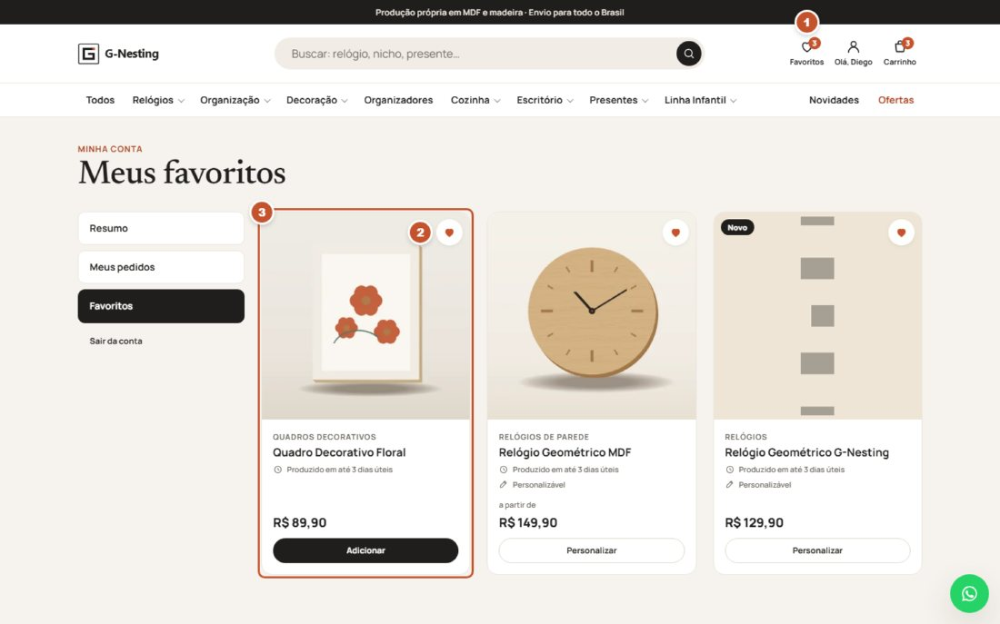 Produção própria em MDF e madeira · Envio para todo o Brasil
1
G-Nesting
Buscar: relógio, nicho, presente...
3
Favoritos
Olá, Diego
3
Carrinho
Todos
Relógios
Organização
Decoração
Organizadores
Cozinha
Escritório
Presentes
Linha Infantil
Novidades
Ofertas
MINHA CONTA
Meus favoritos
Resumo
Meus pedidos
Favoritos
Sair da conta
3
2
QUADROS DECORATIVOS
Quadro Decorativo Floral
Produzido em até 3 dias úteis
R$ 89,90
Adicionar
RELÓGIOS DE PAREDE
Relógio Geométrico MDF
Produzido em até 3 dias úteis
Personalizável
a partir de
R$ 149,90
Personalizar
Novo
RELÓGIOS
Relógio Geométrico G-Nesting
Produzido em até 3 dias úteis
Personalizável
R$ 129,90
Personalizar